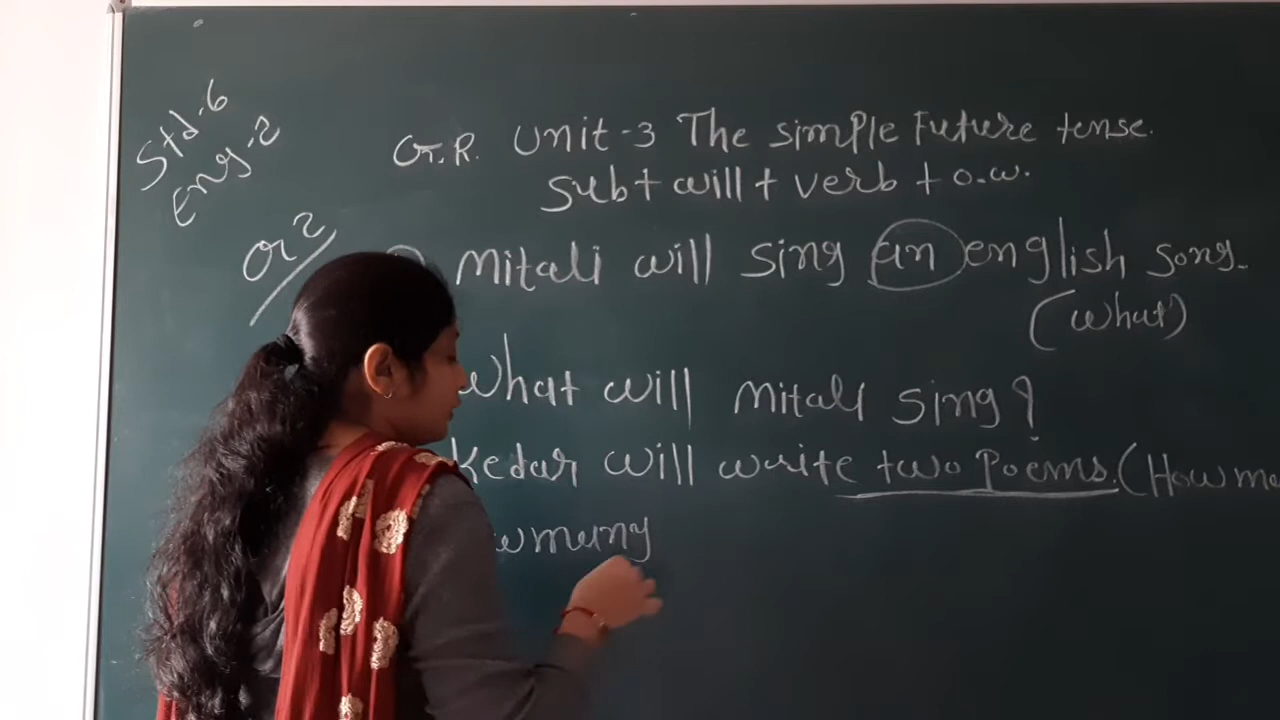 Std-6
Eng-2
Gr.R. Unit-3 The Simple Future tense.
Sub + will + verb + o.w.
Mitali will sing an english song.
(what)
What will Mitali sing?
Kedar will write two Poems. (How
many